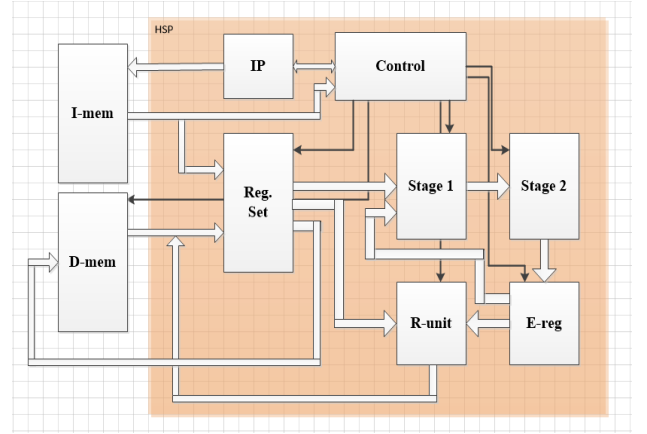 HSP
IP
Control
I-mem
Reg.
Set
Stage 1
Stage 2
D-mem
R-unit
E-reg